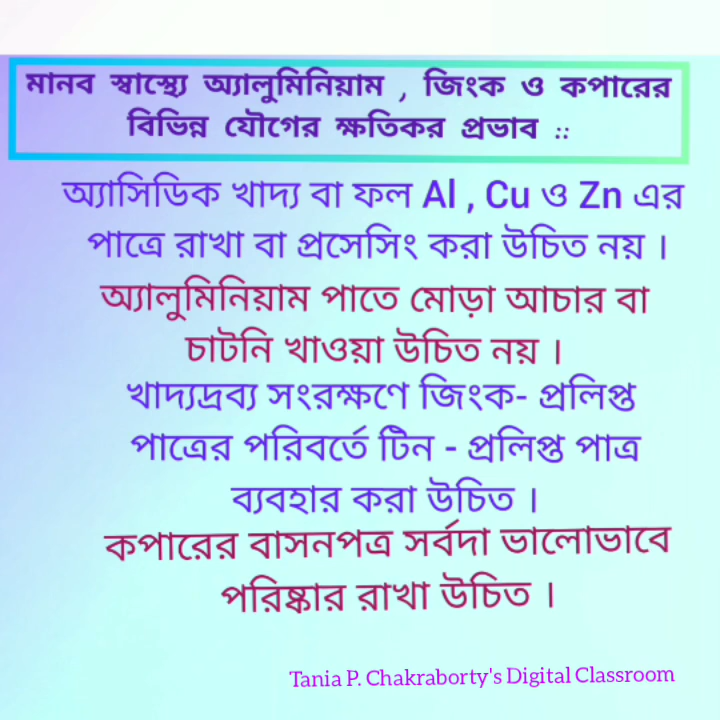 মানব স্বাস্থ্যে অ্যালুমিনিয়াম , জিংক ও কপারের
বিভিন্ন যৌগের ক্ষতিকর প্রভাব ::
অ্যাসিডিক খাদ্য বা ফল Al , Cu ও Zn এর
পাত্রে রাখা বা প্রসেসিং করা উচিত নয় ।
অ্যালুমিনিয়াম পাতে মোড়া আচার বা
চাটনি খাওয়া উচিত নয় ।
খাদ্যদ্রব্য সংরক্ষণে জিংক- প্রলিপ্ত
পাত্রের পরিবর্তে টিন - প্রলিপ্ত পাত্র
ব্যবহার করা উচিত ।
কপারের বাসনপত্র সর্বদা ভালোভাবে
পরিষ্কার রাখা উচিত ।
Tania P. Chakraborty's Digital Classroom